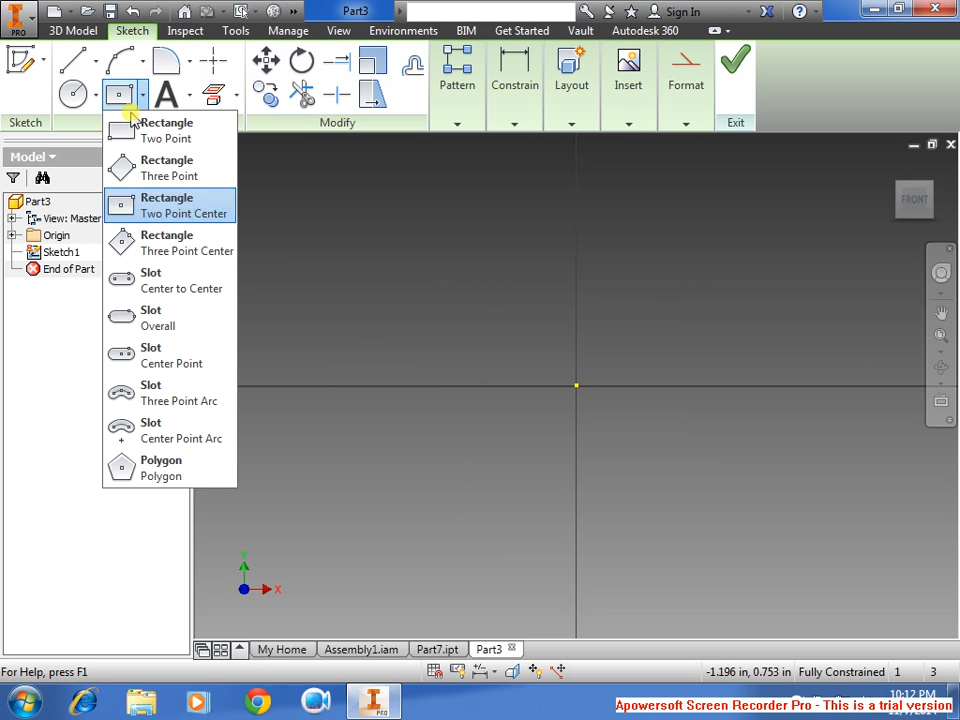 Part3
Sign In
PRO
3D Model Sketch Inspect Tools Manage View Environments BIM Get Started Vault Autodesk 360
Pattern Constrain Layout Insert Format
Sketch Modify Exit
Model
Part3
View: Master
Origin
Sketch1
End of Part
Rectangle
Two Point
Rectangle
Three Point
Rectangle
Two Point Center
Rectangle
Three Point Center
Slot
Center to Center
Slot
Overall
Slot
Center Point
Slot
Three Point Arc
Slot
Center Point Arc
Polygon
Polygon
FRONT
Y
X
My Home Assembly1.iam Part7.ipt Part3
For Help, press F1
-1.196 in, 0.753 in Fully Constrained 1 3
PRO
10:12 PM
Apowersoft Screen Recorder Pro - This is a trial version